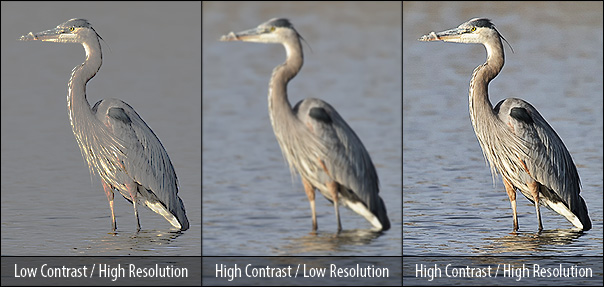 Low Contrast / High Resolution
High Contrast / Low Resolution
High Contrast / High Resolution